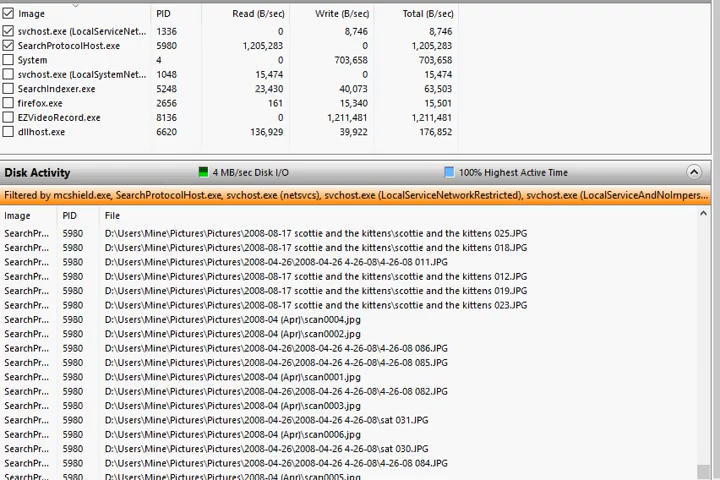 Image PID Read (B/sec) Write (B/sec) Total (B/sec)
svchost.exe (LocalServiceNet... 1336 0 8,746 8,746
SearchProtocolHost.exe 5980 1,205,283 0 1,205,283
System 4 0 703,658 703,658
svchost.exe (LocalSystemNet... 1048 15,474 0 15,474
SearchIndexer.exe 5248 23,430 40,073 63,503
firefox.exe 2656 161 15,340 15,501
EZVideoRecord.exe 8136 0 1,211,481 1,211,481
dllhost.exe 6620 136,929 39,922 176,852
Disk Activity 4 MB/sec Disk I/O 100% Highest Active Time
Filtered by mcshield.exe, SearchProtocolHost.exe, svchost.exe (netsvcs), svchost.exe (LocalServiceNetworkRestricted), svchost.exe (LocalServiceAndNoImpers...
Image PID File
SearchPr... 5980 D:\Users\Mine\Pictures\Pictures\2008-08-17 scottie and the kittens\scottie and the kittens 025.JPG
SearchPr... 5980 D:\Users\Mine\Pictures\Pictures\2008-08-17 scottie and the kittens\scottie and the kittens 018.JPG
SearchPr... 5980 D:\Users\Mine\Pictures\Pictures\2008-04-26\2008-04-26 4-26-08\4-26-08 011.JPG
SearchPr... 5980 D:\Users\Mine\Pictures\Pictures\2008-08-17 scottie and the kittens\scottie and the kittens 012.JPG
SearchPr... 5980 D:\Users\Mine\Pictures\Pictures\2008-08-17 scottie and the kittens\scottie and the kittens 019.JPG
SearchPr... 5980 D:\Users\Mine\Pictures\Pictures\2008-08-17 scottie and the kittens\scottie and the kittens 023.JPG
SearchPr... 5980 D:\Users\Mine\Pictures\Pictures\2008-04 (Apr)\scan0004.jpg
SearchPr... 5980 D:\Users\Mine\Pictures\Pictures\2008-04 (Apr)\scan0002.jpg
SearchPr... 5980 D:\Users\Mine\Pictures\Pictures\2008-04-26\2008-04-26 4-26-08\4-26-08 086.JPG
SearchPr... 5980 D:\Users\Mine\Pictures\Pictures\2008-04-26\2008-04-26 4-26-08\4-26-08 085.JPG
SearchPr... 5980 D:\Users\Mine\Pictures\Pictures\2008-04 (Apr)\scan0001.jpg
SearchPr... 5980 D:\Users\Mine\Pictures\Pictures\2008-04-26\2008-04-26 4-26-08\4-26-08 082.JPG
SearchPr... 5980 D:\Users\Mine\Pictures\Pictures\2008-04 (Apr)\scan0003.jpg
SearchPr... 5980 D:\Users\Mine\Pictures\Pictures\2008-04-26\2008-04-26 4-26-08\sat 031.JPG
SearchPr... 5980 D:\Users\Mine\Pictures\Pictures\2008-04 (Apr)\scan0006.jpg
SearchPr... 5980 D:\Users\Mine\Pictures\Pictures\2008-04-26\2008-04-26 4-26-08\sat 030.JPG
SearchPr... 5980 D:\Users\Mine\Pictures\Pictures\2008-04-26\2008-04-26 4-26-08\4-26-08 084.JPG
SearchPr... 5980 D:\Users\Mine\Pictures\Pictures\2008-04 (Apr)\scan0005.jpg